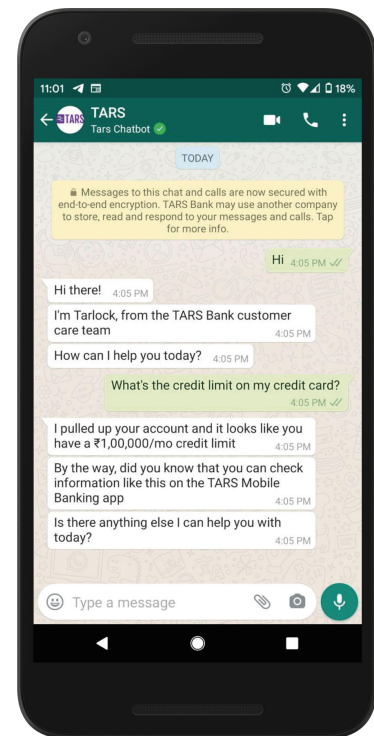 11:01 18%
TARS
TARS
Tars Chatbot
TODAY
Messages to this chat and calls are now secured with
end-to-end encryption. TARS Bank may use another company
to store, read and respond to your messages and calls. Tap
for more info.
Hi 4:05 PM
Hi there! 4:05 PM
I'm Tarlock, from the TARS Bank customer
care team
4:05 PM
How can I help you today? 4:05 PM
What's the credit limit on my credit card?
4:05 PM
I pulled up your account and it looks like you
have a ₹1,00,000/mo credit limit 4:05 PM
By the way, did you know that you can check
information like this on the TARS Mobile
Banking app 4:05 PM
Is there anything else I can help you with
today? 4:05 PM
Type a message